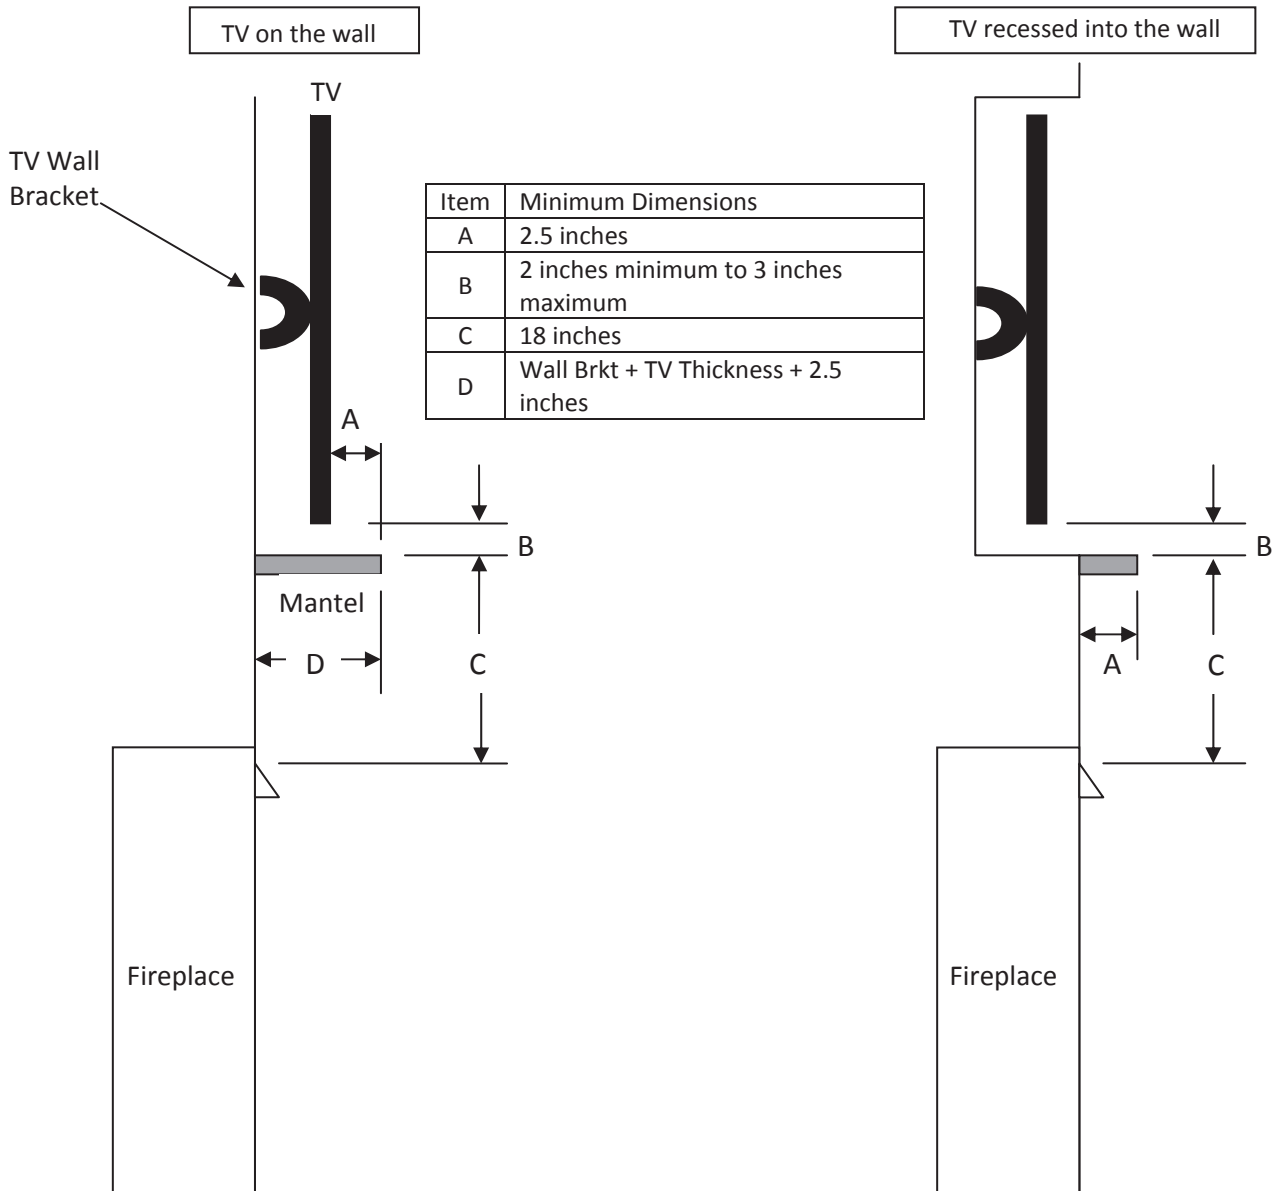 TV on the wall
TV recessed into the wall
TV
TV Wall
Bracket
Item Minimum Dimensions
A 2.5 inches
B 2 inches minimum to 3 inches
maximum
C 18 inches
D Wall Brkt + TV Thickness + 2.5
inches
A
B
Mantel
D
C
Fireplace
B
A
C
Fireplace